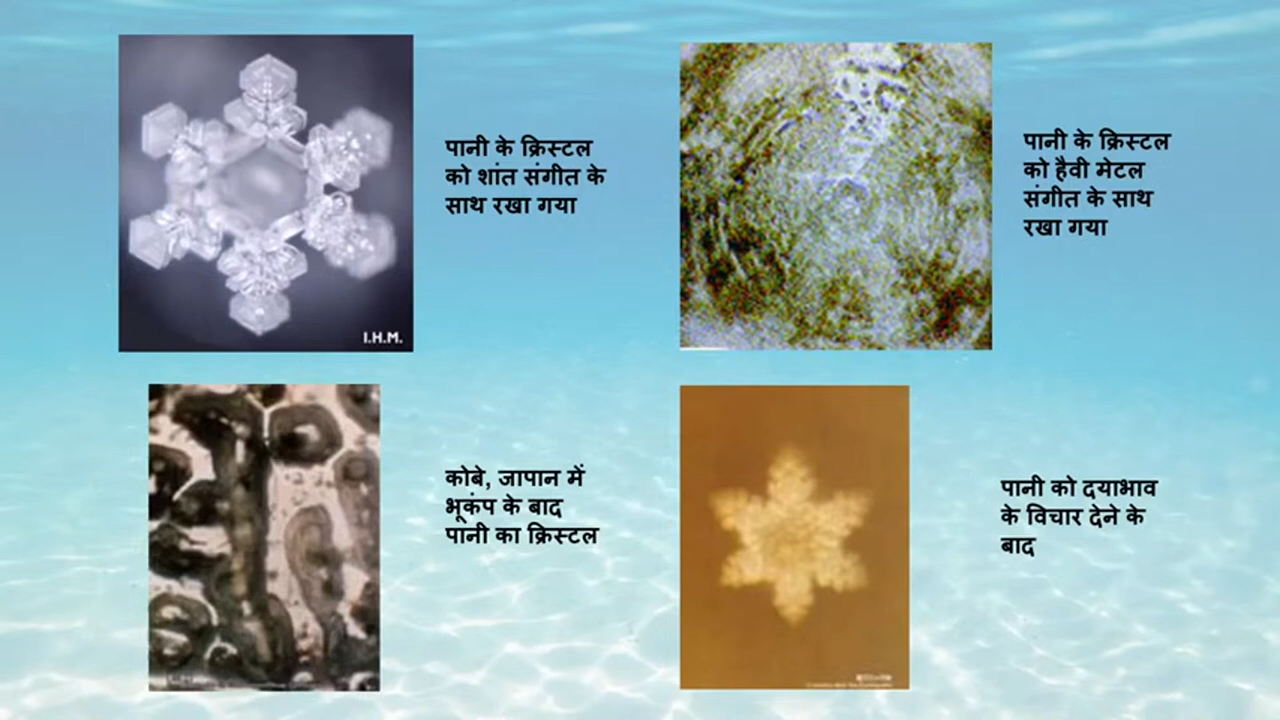 पानी के क्रिस्टल
को शांत संगीत के
साथ रखा गया
I.H.M.
पानी के क्रिस्टल
को हैवी मेटल
संगीत के साथ
रखा गया
कोबे, जापान में
भूकंप के बाद
पानी का क्रिस्टल
पानी को दयाभाव
के विचार देने के
बाद